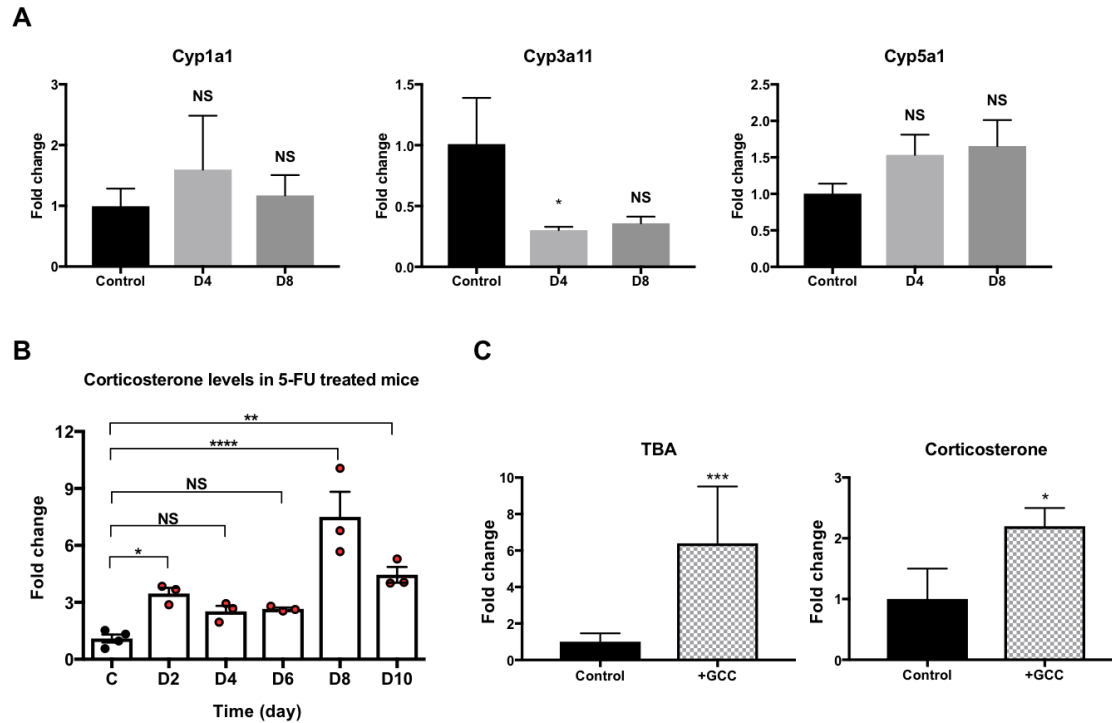 A
Cyp1a1
Fold change
3
2
1
0
NS
NS
Control
D4
D8
Cyp3a11
Fold change
1.5
1.0
0.5
0.0
*
NS
Control
D4
D8
Cyp5a1
Fold change
2.5
2.0
1.5
1.0
0.5
0.0
NS
NS
Control
D4
D8
B
Corticosterone levels in 5-FU treated mice
Fold change
12
9
6
3
0
**
****
NS
NS
*
C
D2
D4
D6
D8
D10
Time (day)
C
TBA
Fold change
10
8
6
4
2
0
***
Control
+GCC
Corticosterone
Fold change
3
2
1
0
*
Control
+GCC